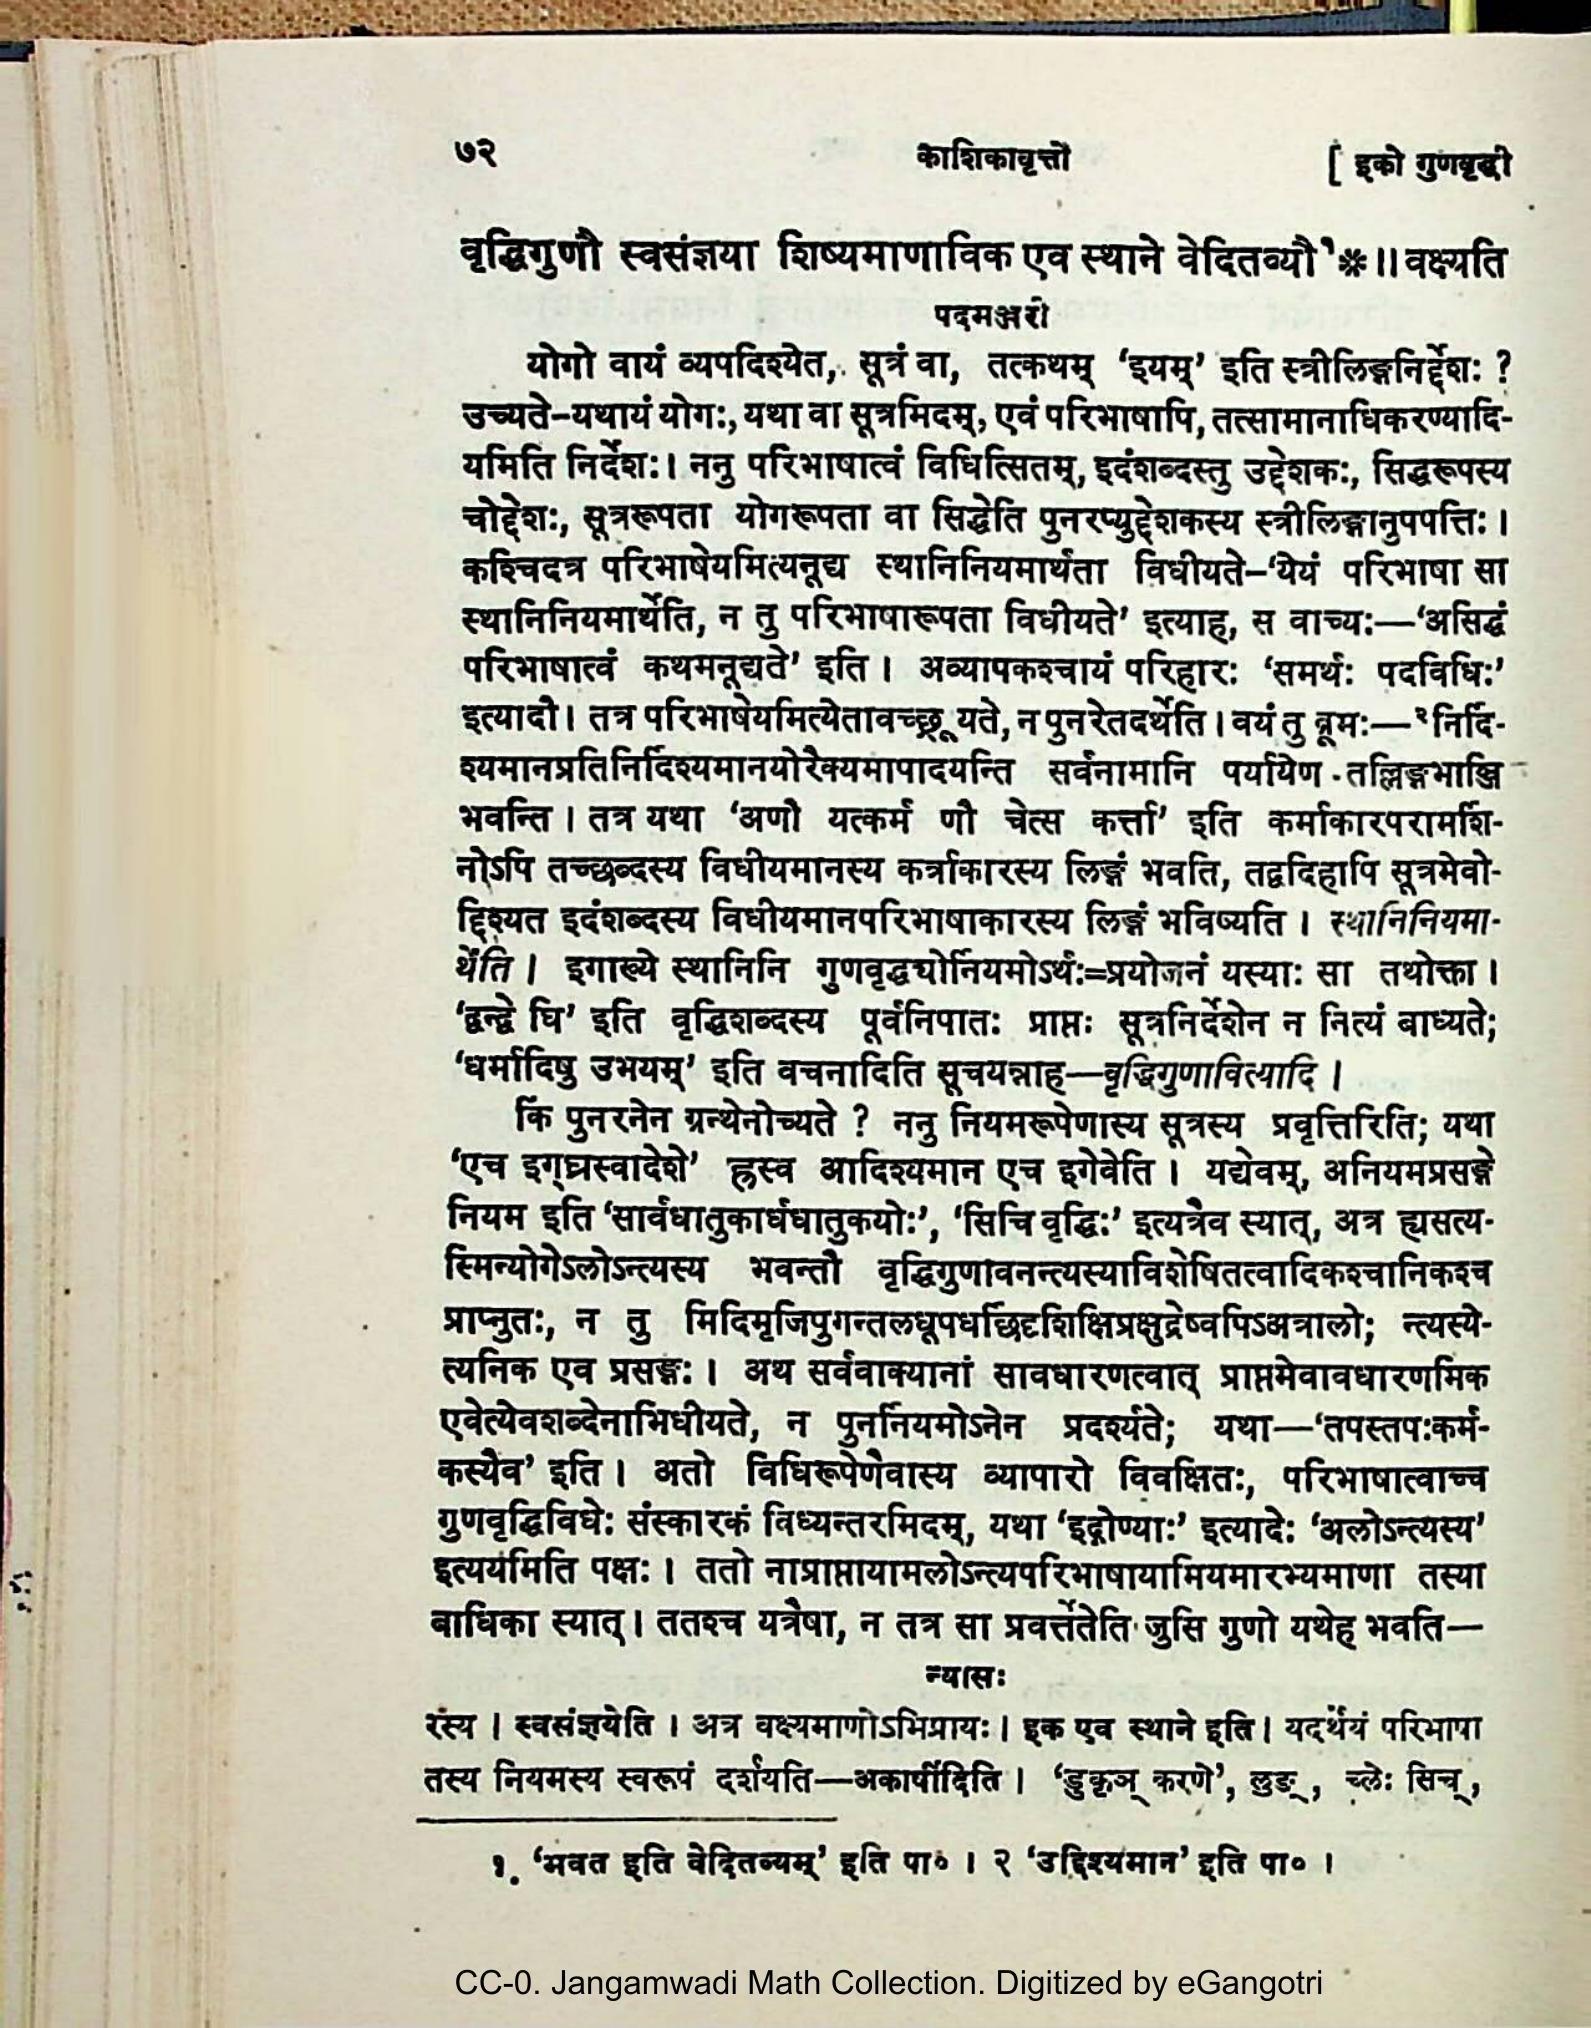 ७२
काशिकावृत्तौ
[ इको गुणवृद्धी
वृद्धिगुणौ स्वसंज्ञया शिष्यमाणाविक एव स्थाने वेदितव्यौ१*॥ वक्ष्यति
पदमञ्जरी
योगो वायं व्यपदिश्येत, सूत्रं वा, तत्कथम् ‘इयम्’ इति स्त्रीलिङ्गनिर्द्देशः ?
उच्यते–यथायं योगः, यथा वा सूत्रमिदम्, एवं परिभाषापि, तत्सामानाधिकरण्यादि-
यमिति निर्देशः। ननु परिभाषात्वं विधित्सितम्, इदंशब्दस्तु उद्देशकः, सिद्धरूपस्य
चोद्देशः, सूत्ररूपता योगरूपता वा सिद्धेति पुनरप्युद्देशकस्य स्त्रीलिङ्गानुपपत्तिः।
कश्चिदत्र परिभाषेयमित्यनूद्य स्थानिनियमार्थता विधीयते–‘येयं परिभाषा सा
स्थानिनियमार्थेति, न तु परिभाषारूपता विधीयते’ इत्याह, स वाच्यः—‘असिद्धं
परिभाषात्वं कथमनूद्यते’ इति। अव्यापकश्चायं परिहारः ‘समर्थः पदविधिः’
इत्यादौ। तत्र परिभाषेयमित्येतावच्छ्रूयते, न पुनरेतदर्थेति। वयं तु ब्रूमः—२निर्दि-
श्यमानप्रतिनिर्दिश्यमानयोरैक्यमापादयन्ति सर्वनामानि पर्यायेण तल्लिङ्गभाञ्जि
भवन्ति। तत्र यथा ‘अणौ यत्कर्म णौ चेत्स कर्त्ता’ इति कर्माकारपरामर्शि-
नोऽपि तच्छब्दस्य विधीयमानस्य कर्त्राकारस्य लिङ्गं भवति, तद्वदिहापि सूत्रमेवो-
द्दिश्यत इदंशब्दस्य विधीयमानपरिभाषाकारस्य लिङ्गं भविष्यति। स्थानिनियमा-
र्थेति। इगाख्ये स्थानिनि गुणवृद्ध्योर्नियमोऽर्थः=प्रयोजनं यस्याः सा तथोक्ता।
‘द्वन्द्वे घि’ इति वृद्धिशब्दस्य पूर्वनिपातः प्राप्तः सूत्रनिर्देशेन न नित्यं बाध्यते;
‘धर्मादिषु उभयम्’ इति वचनादिति सूचयन्नाह—वृद्धिगुणावित्यादि।
किं पुनरनेन ग्रन्थेनोच्यते ? ननु नियमरूपेणास्य सूत्रस्य प्रवृत्तिरिति; यथा
‘एच इग्घ्रस्वादेशे’ ह्रस्व आदिश्यमान एच इगेवेति। यद्येवम्, अनियमप्रसङ्गे
नियम इति ‘सार्वधातुकार्धधातुकयोः’, ‘सिचि वृद्धिः’ इत्यत्रैव स्यात्, अत्र ह्यसत्य-
स्मिन्योगेऽलोऽन्त्यस्य भवन्तौ वृद्धिगुणावनन्त्यस्याविशेषितत्वादिकश्चानिकश्च
प्राप्नुतः, न तु मिदिमृजिपुगन्तलघूपधर्छिदृशिक्षिप्रक्षुद्रेष्वपिऽअत्रालो; न्त्यस्ये-
त्यनिक एव प्रसङ्गः। अथ सर्ववाक्यानां सावधारणत्वात् प्राप्तमेवावधारणमिक
एवेत्येवशब्देनाभिधीयते, न पुनर्नियमोऽनेन प्रदर्श्यते; यथा—‘तपस्तपःकर्म-
कस्यैव’ इति। अतो विधिरूपेणैवास्य व्यापारो विवक्षितः, परिभाषात्वाच्च
गुणवृद्धिविधेः संस्कारकं विध्यन्तरमिदम्, यथा ‘इद्गोण्याः’ इत्यादेः ‘अलोऽन्त्यस्य’
इत्ययमिति पक्षः। ततो नाप्राप्तायामलोऽन्त्यपरिभाषायामियमारभ्यमाणा तस्या
बाधिका स्यात्। ततश्च यत्रैषा, न तत्र सा प्रवर्त्तेतेति जुसि गुणो यथेह भवति—
न्यासः
रंस्य। स्वसंज्ञयेति। अत्र वक्ष्यमाणोऽभिप्रायः। इक एव स्थाने इति। यदर्थेयं परिभाषा
तस्य नियमस्य स्वरूपं दर्शयति—अकार्षीदिति। ‘डुकृञ् करणे’, लुङ्, च्लेः सिच्,
१. ‘भवत इति वेदितव्यम्’ इति पा०। २ ‘उद्दिश्यमान’ इति पा०।
CC-0. Jangamwadi Math Collection. Digitized by eGangotri